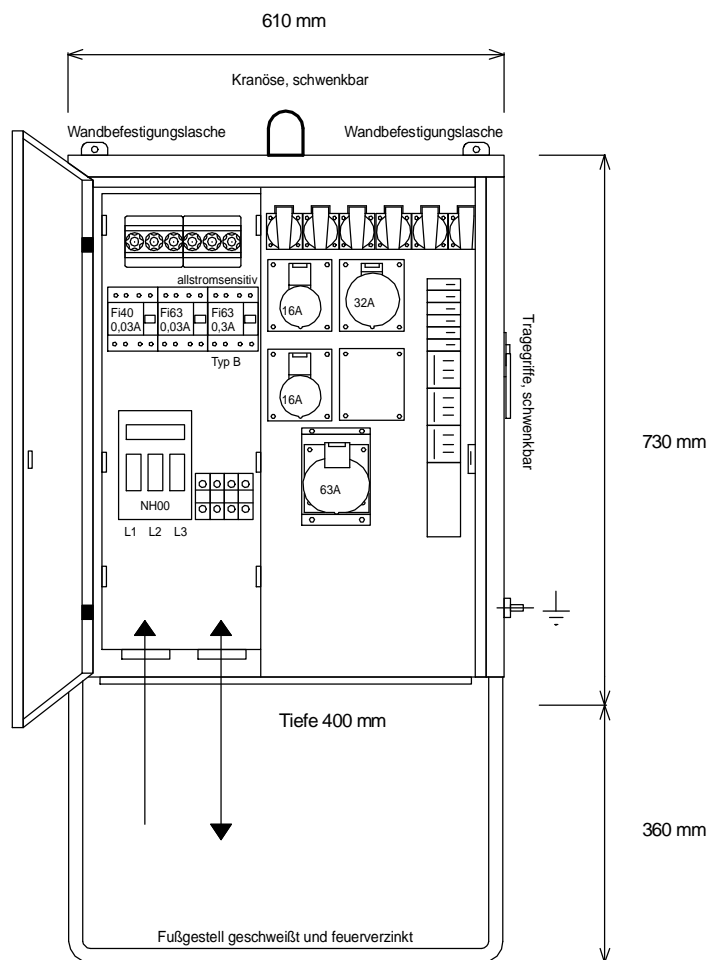 610 mm
Kranöse, schwenkbar
Wandbefestigungslasche
Wandbefestigungslasche
allstromsensitiv
Fi40
0,03A
Fi63
0,03A
Fi63
0,3A
Typ B
16A
32A
16A
63A
Tragegriffe, schwenkbar
730 mm
NH00
L1 L2 L3
Tiefe 400 mm
360 mm
Fußgestell geschweißt und feuerverzinkt